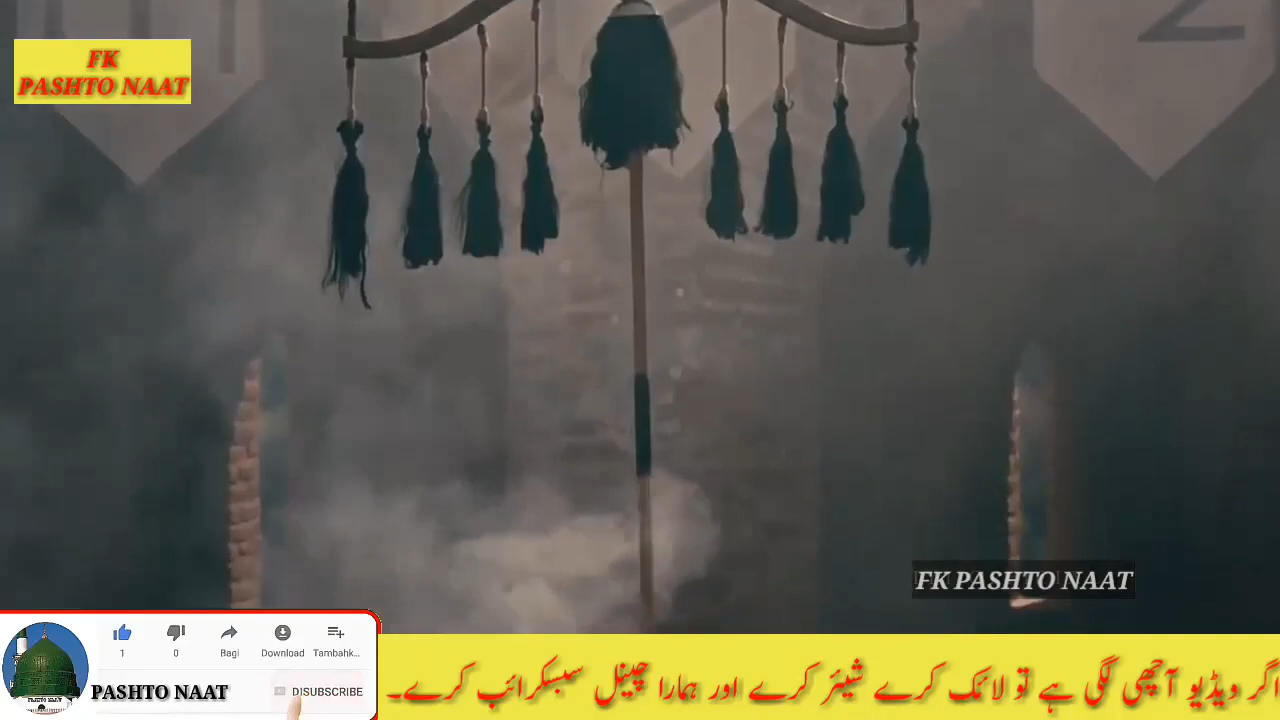 FK
PASHTO NAAT
FK PASHTO NAAT
1
0
Bagi
Download
Tambahk...
PASHTO NAAT
DISUBSCRIBE
اگر ویڈیو آچھی لگی ہے تو لائک کرے شیئر کرے اور ہمارا چینل سبسکرائب کرے۔